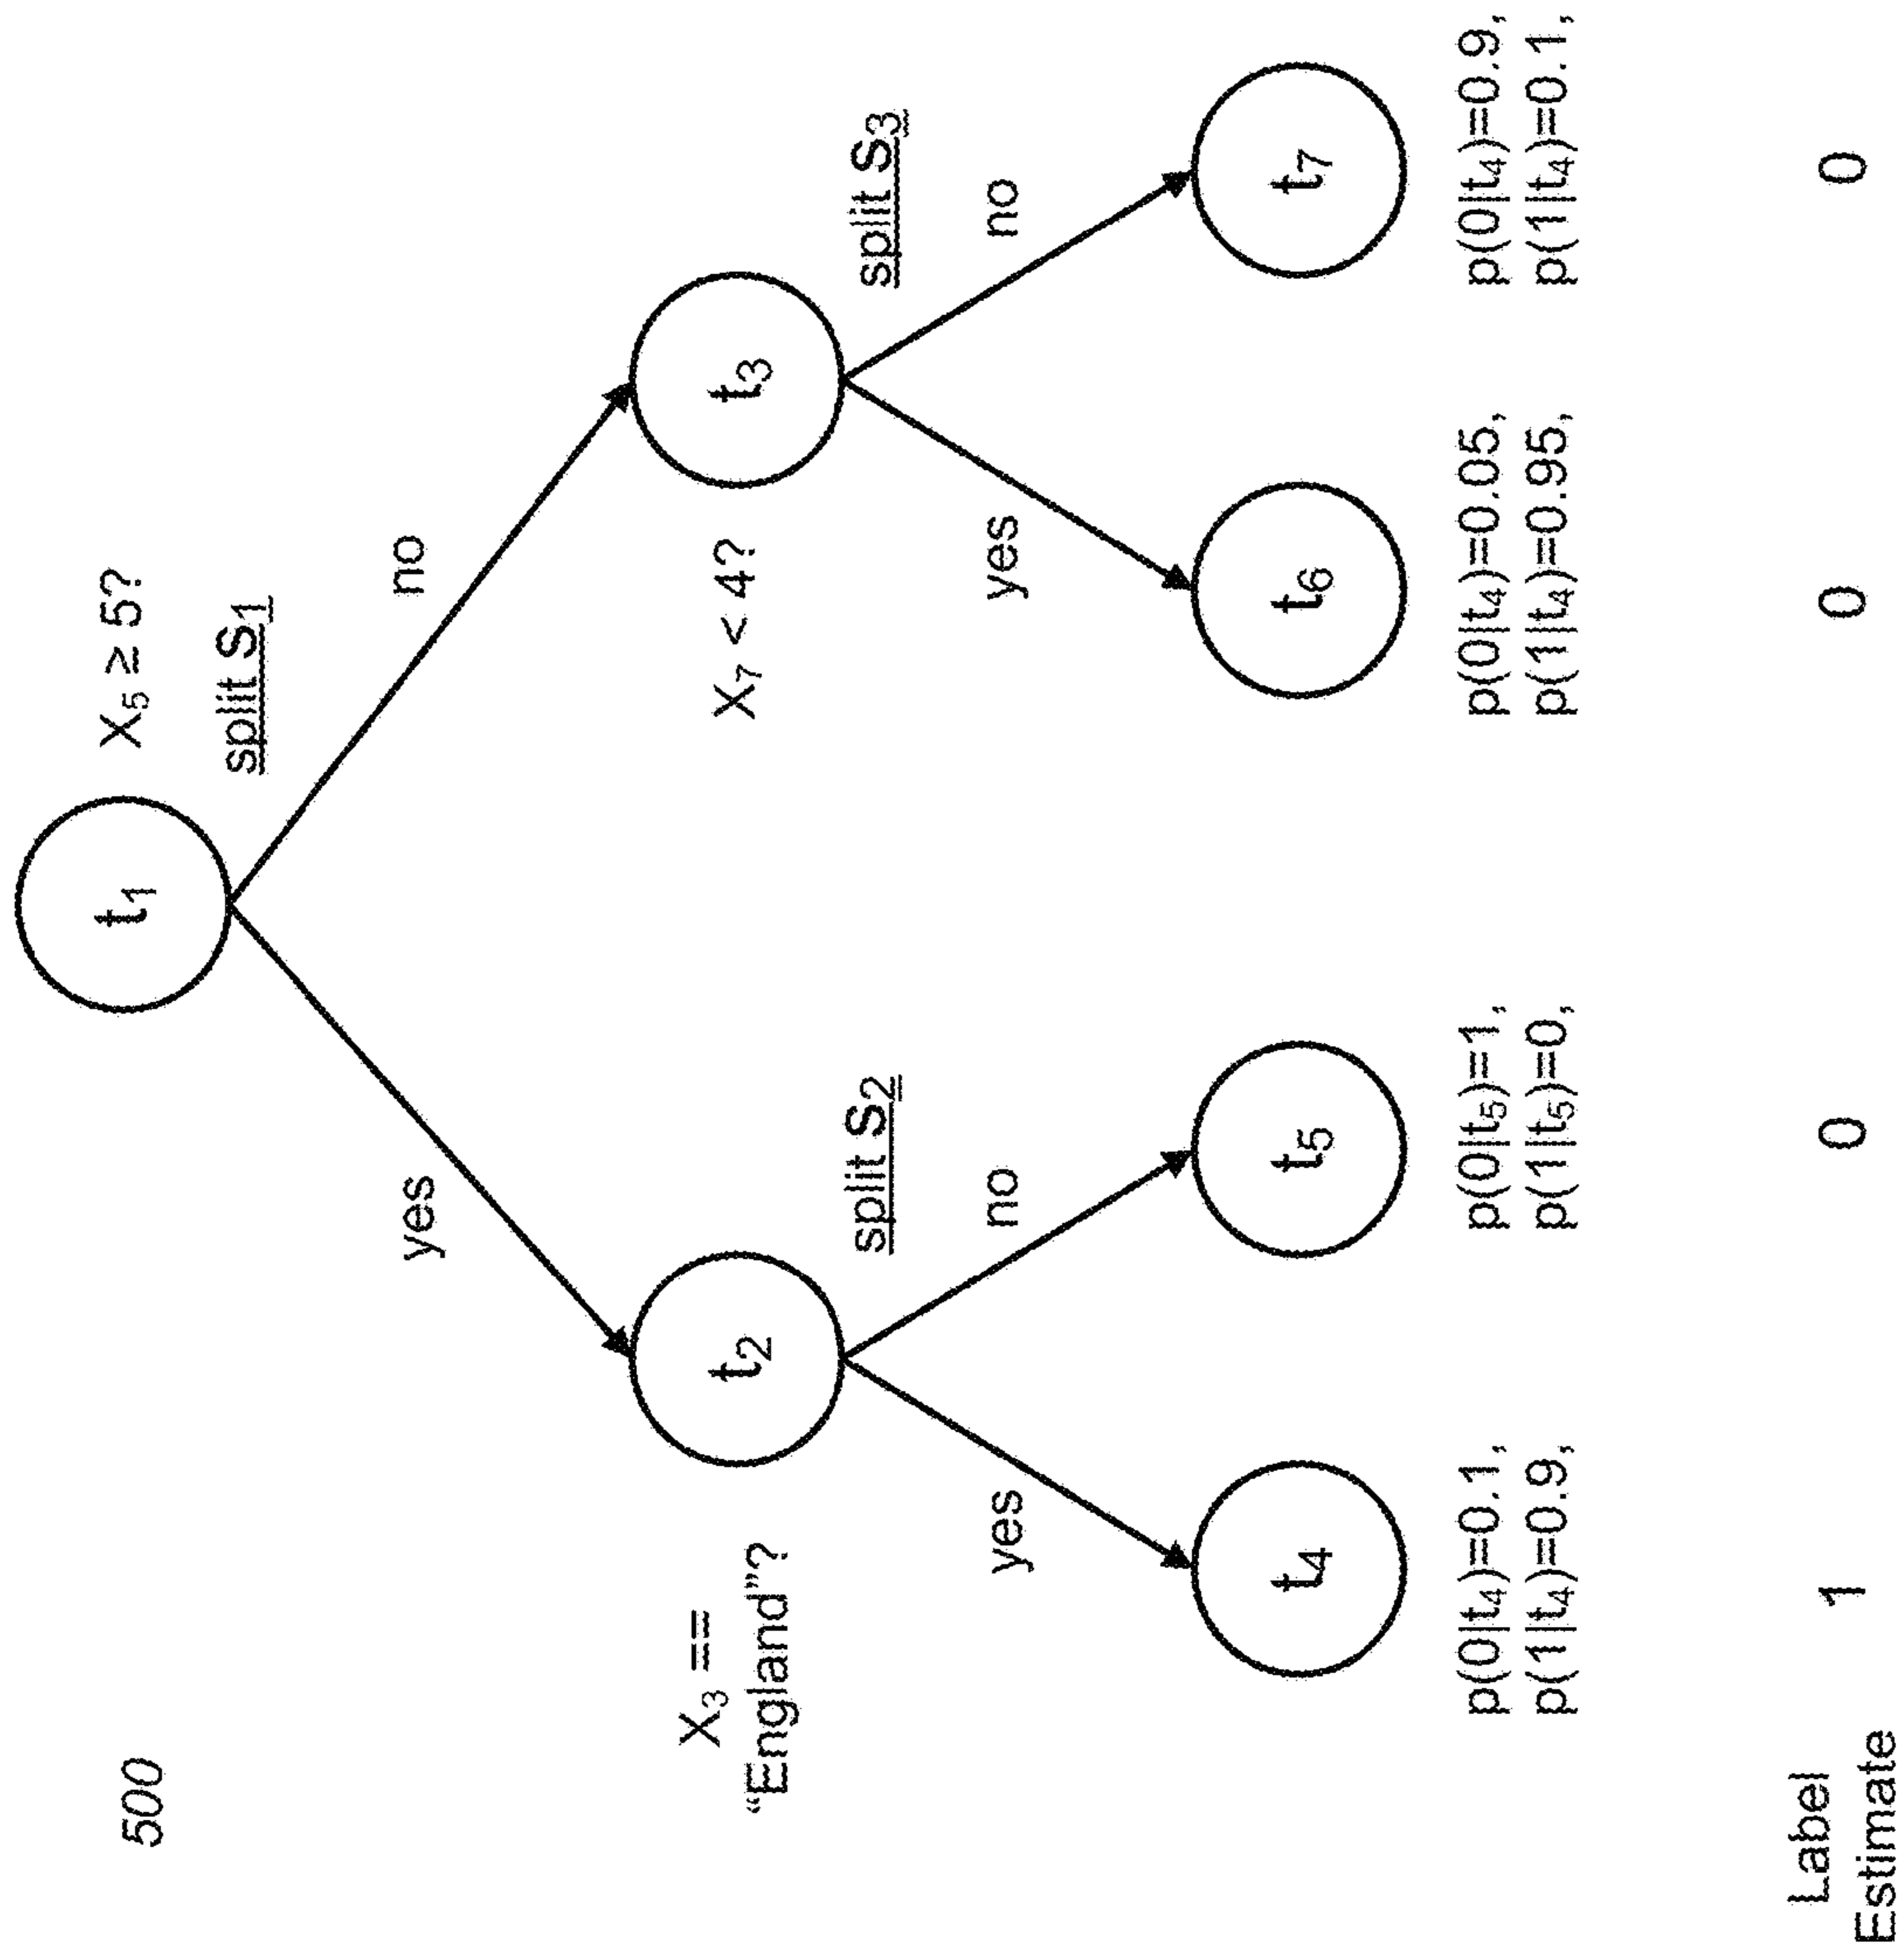 500
t₁
X₅ ≥ 5?
split S₁
yes
no
X₃ ==
"England"?
t₂
X₇ < 4?
t₃
split S₂
split S₃
yes
no
yes
no
t₄
t₅
t₆
t₇
p(0|t₄)=0.1,
p(1|t₄)=0.9,
p(0|t₅)=1,
p(1|t₅)=0,
p(0|t₄)=0.05,
p(1|t₄)=0.95,
p(0|t₄)=0.9,
p(1|t₄)=0.1,
Label
Estimate
1
0
0
0